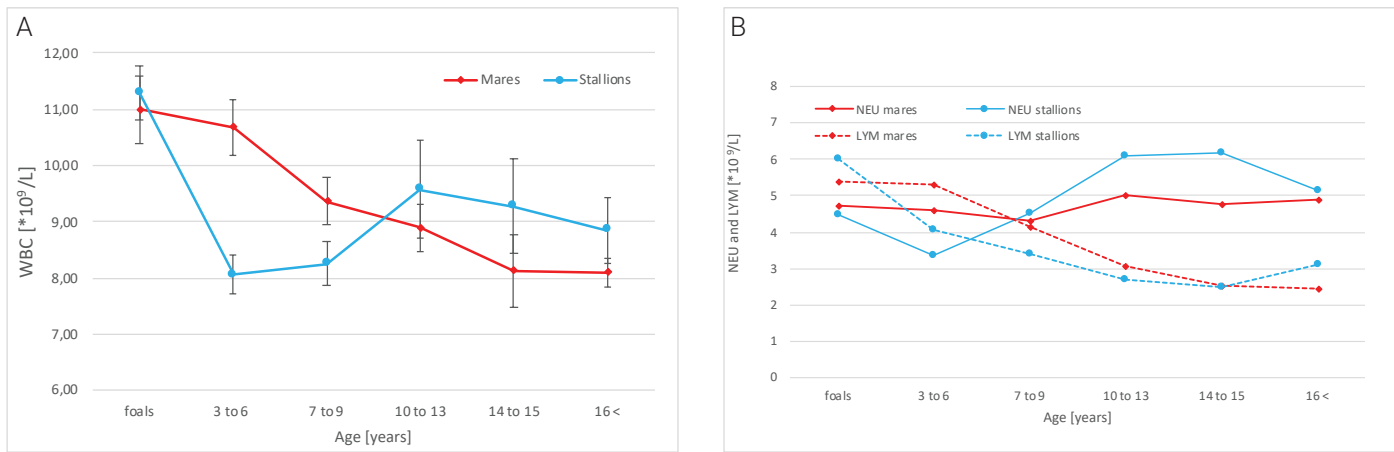 A
12,00
11,00
10,00
9,00
8,00
7,00
6,00
WBC [*10⁹/L]
Mares
Stallions
foals 3 to 6 7 to 9 10 to 13 14 to 15 16 <
Age [years]
B
8
7
6
5
4
3
2
1
0
NEU and LYM [*10⁹/L]
NEU mares NEU stallions
LYM mares LYM stallions
foals 3 to 6 7 to 9 10 to 13 14 to 15 16 <
Age [years]